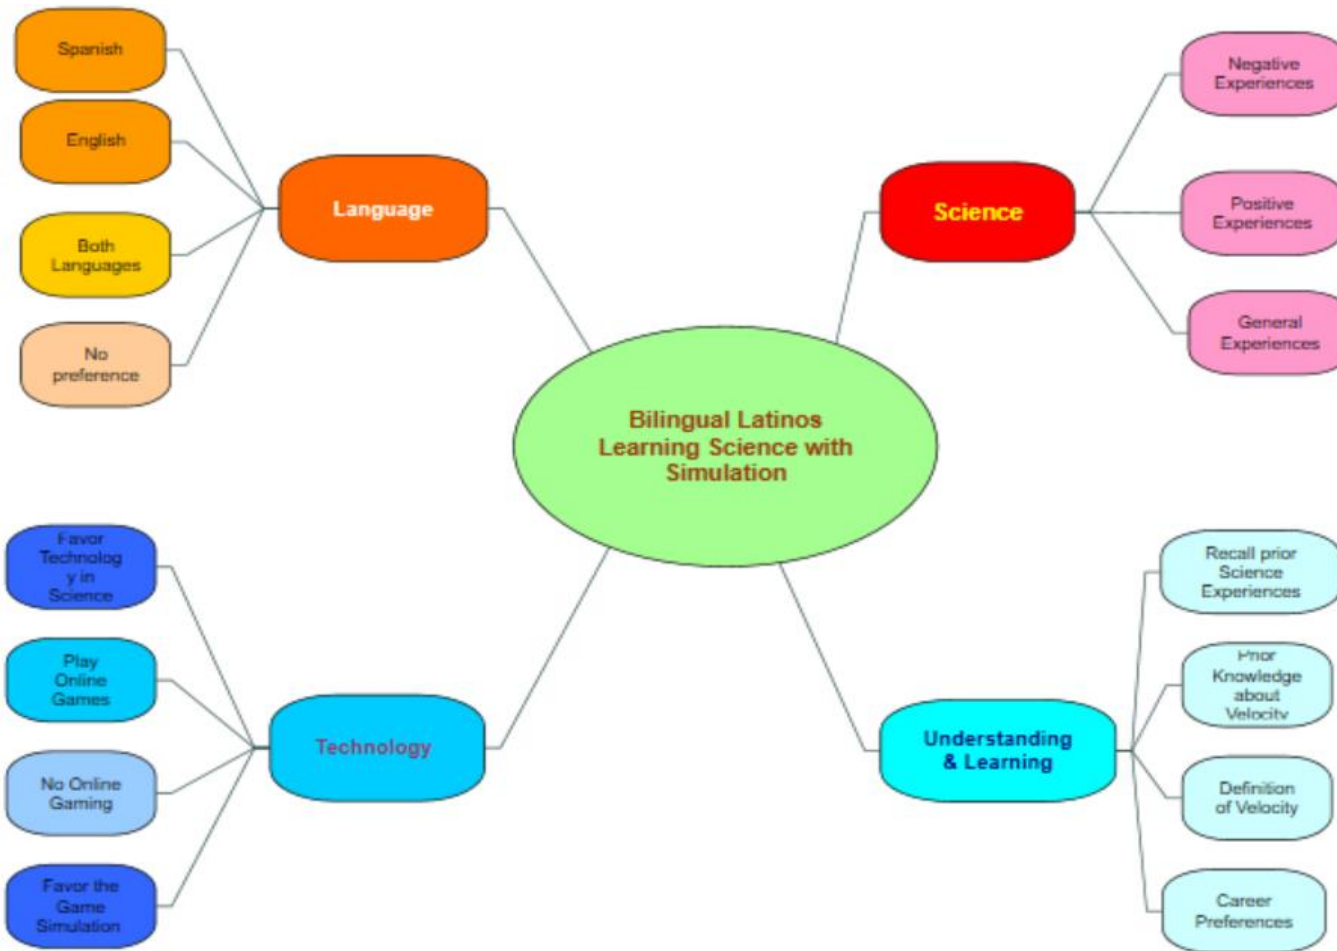 Spanish
English
Both
Languages
No
preference
Language
Science
Negative
Experiences
Positive
Experiences
General
Experiences
Bilingual Latinos
Learning Science with
Simulation
Favor
Technolog
y in
Science
Play
Online
Games
No Online
Gaming
Favor the
Game
Simulation
Technology
Understanding
& Learning
Recall prior
Science
Experiences
Prior
Knowledge
about
Velocity
Definition
of Velocity
Career
Preferences